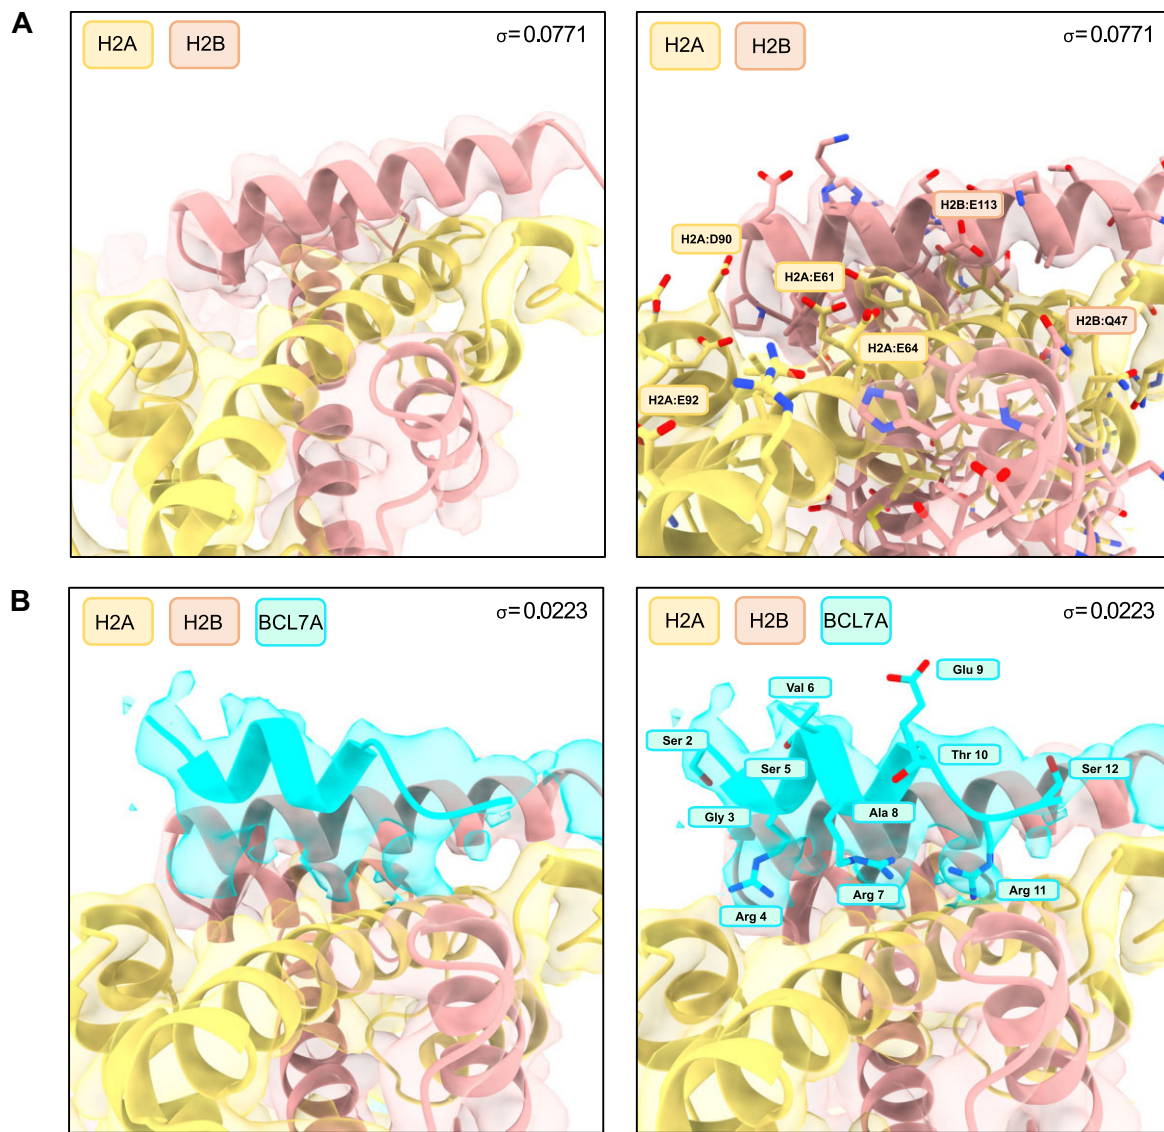 A
H2A H2B σ=0.0771
H2A H2B σ=0.0771
H2B:E113
H2A:D90
H2A:E61
H2B:Q47
H2A:E64
H2A:E92
B
H2A H2B BCL7A σ=0.0223
H2A H2B BCL7A σ=0.0223
Glu 9
Val 6
Ser 2
Thr 10
Ser 5
Ser 12
Gly 3
Ala 8
Arg 7
Arg 11
Arg 4